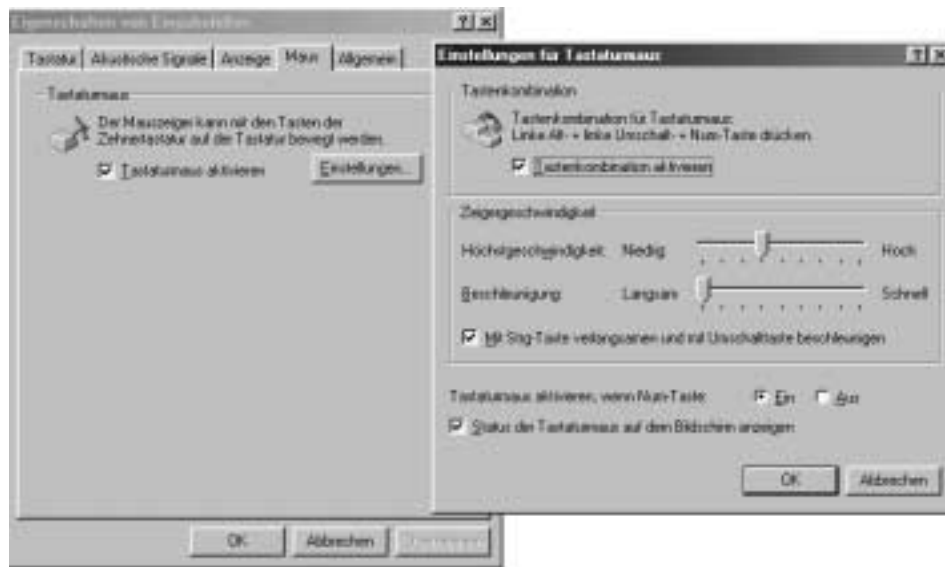 Eigenschaften von Eingabehilfen
Tastatur Akustische Signale Anzeige Maus Allgemein
Tastaturmaus
Der Mauszeiger kann mit den Tasten der
Zehnertastatur auf der Tastatur bewegt werden.
Tastaturmaus aktivieren
Einstellungen...
OK Abbrechen
Einstellungen für Tastaturmaus
Tastenkombination
Tastenkombination für Tastaturmaus:
Linke Alt- + linke Umschalt- + Num-Taste drücken.
Tastenkombination aktivieren
Zeigergeschwindigkeit
Höchstgeschwindigkeit: Niedrig Hoch
Beschleunigung: Langsam Schnell
Mit Strg-Taste verlangsamen und mit Umschalttaste beschleunigen
Tastaturmaus aktivieren, wenn Num-Taste: Ein Aus
Status der Tastaturmaus auf dem Bildschirm anzeigen
OK Abbrechen